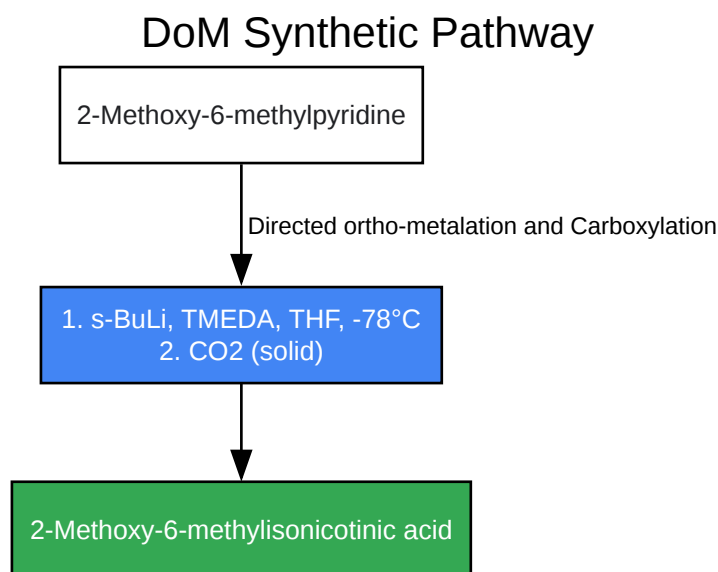 DoM Synthetic Pathway
2-Methoxy-6-methylpyridine
Directed ortho-metalation and Carboxylation
1. s-BuLi, TMEDA, THF, -78°C
2. CO2 (solid)
2-Methoxy-6-methylisonicotinic acid